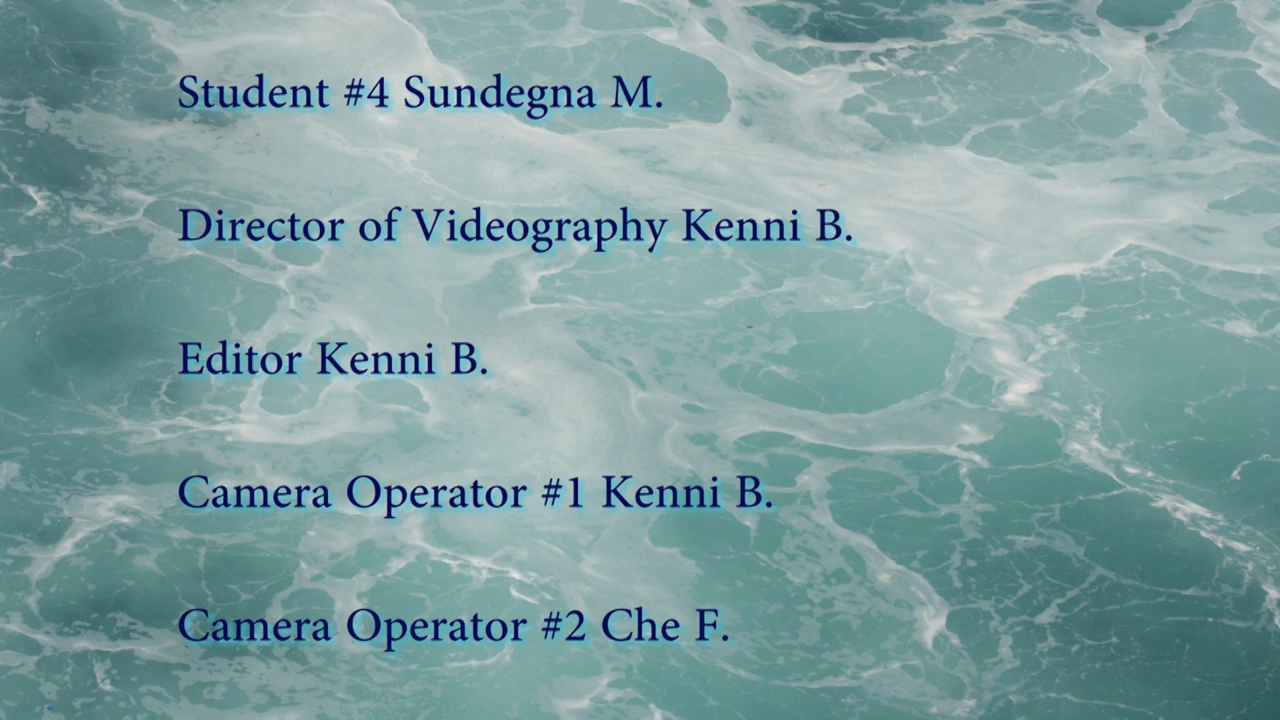 Student #4 Sundegna M.
Director of Videography Kenni B.
Editor Kenni B.
Camera Operator #1 Kenni B.
Camera Operator #2 Che F.